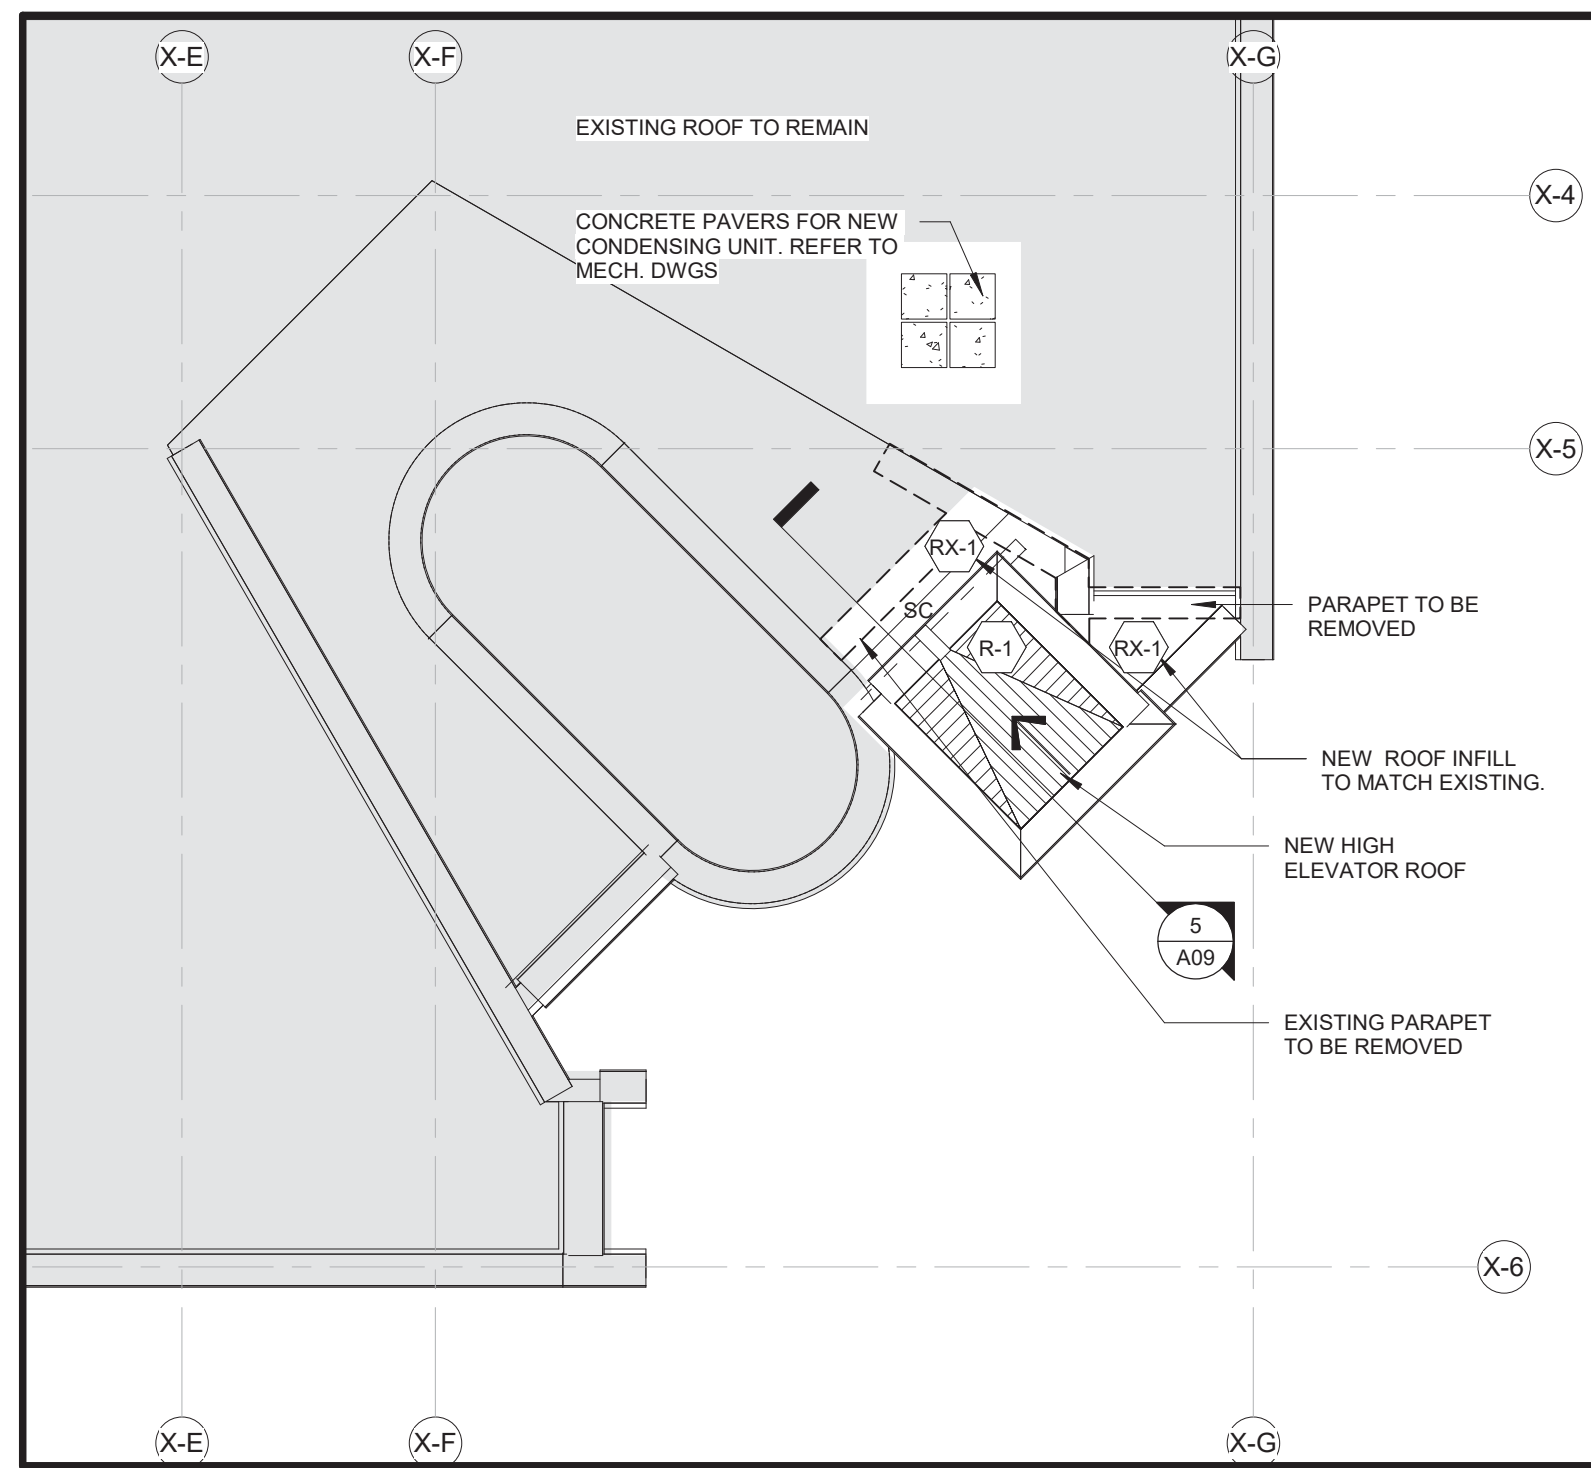 X-E
X-F
X-G
EXISTING ROOF TO REMAIN
X-4
CONCRETE PAVERS FOR NEW
CONDENSING UNIT. REFER TO
MECH. DWGS
X-5
RX-1
SC
R-1
RX-1
PARAPET TO BE
REMOVED
NEW ROOF INFILL
TO MATCH EXISTING.
NEW HIGH
ELEVATOR ROOF
5
A09
EXISTING PARAPET
TO BE REMOVED
X-6
X-E
X-F
X-G